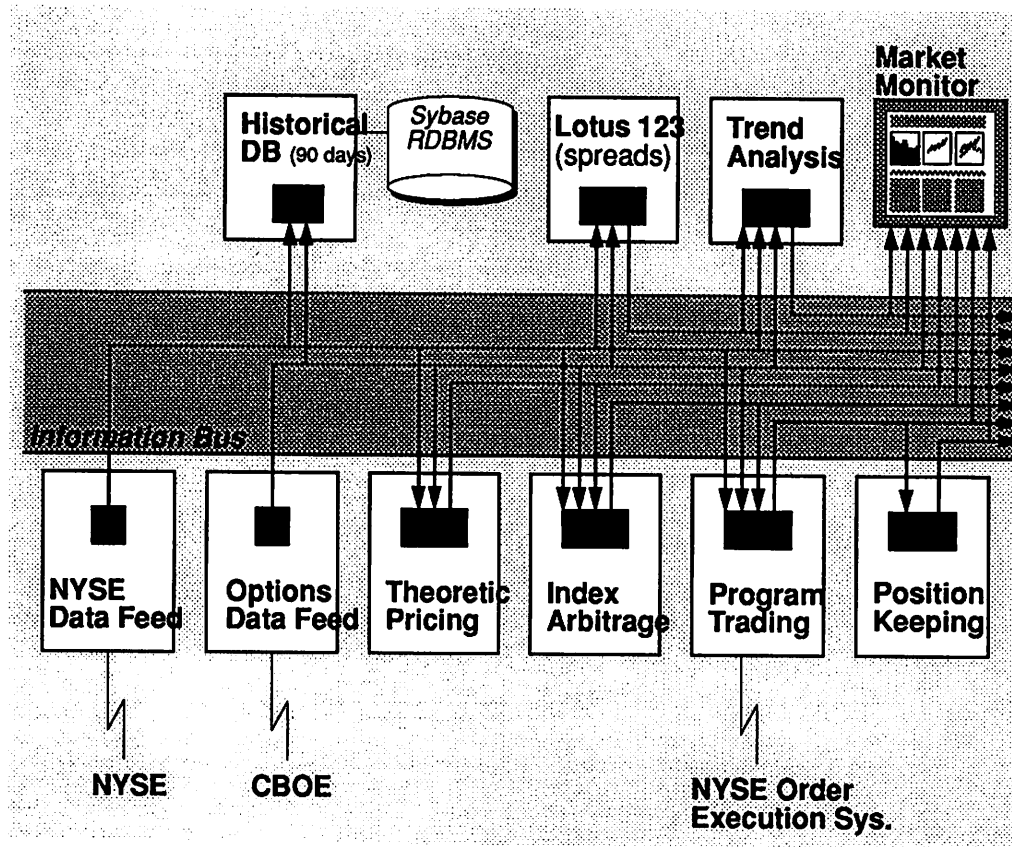 Market
Monitor
Historical
DB (90 days)
Sybase
RDBMS
Lotus 123
(spreads)
Trend
Analysis
Information Bus
NYSE
Data Feed
Options
Data Feed
Theoretic
Pricing
Index
Arbitrage
Program
Trading
Position
Keeping
NYSE
CBOE
NYSE Order
Execution Sys.